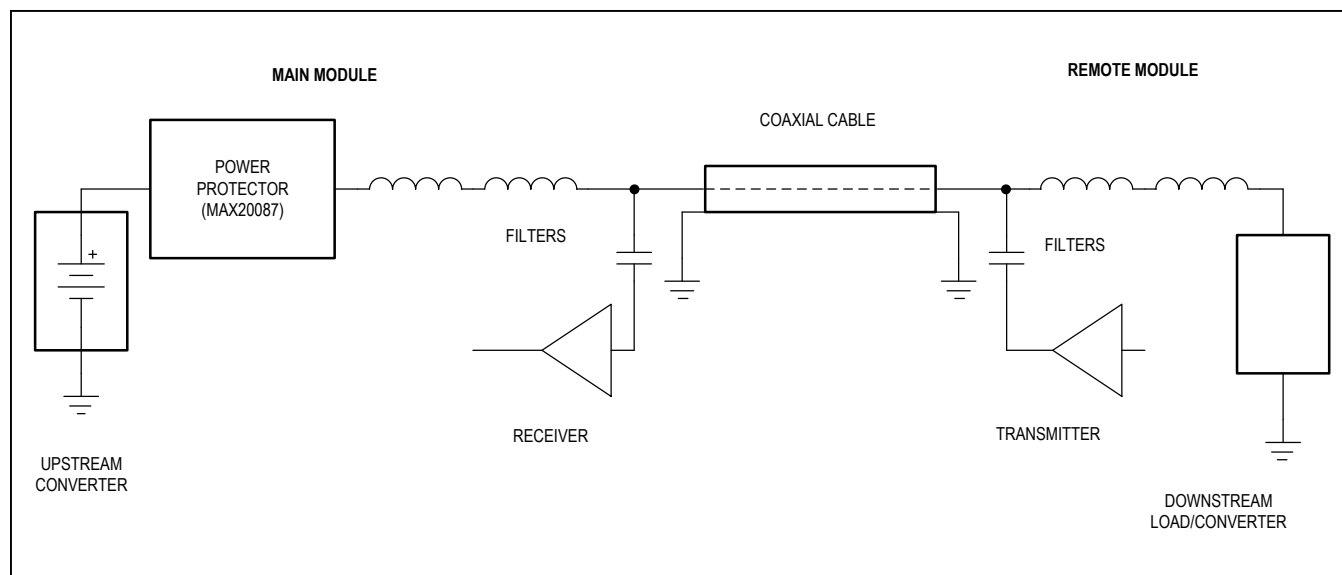 MAIN MODULE
REMOTE MODULE
COAXIAL CABLE
POWER
PROTECTOR
(MAX20087)
+
FILTERS
FILTERS
RECEIVER
TRANSMITTER
UPSTREAM
CONVERTER
DOWNSTREAM
LOAD/CONVERTER